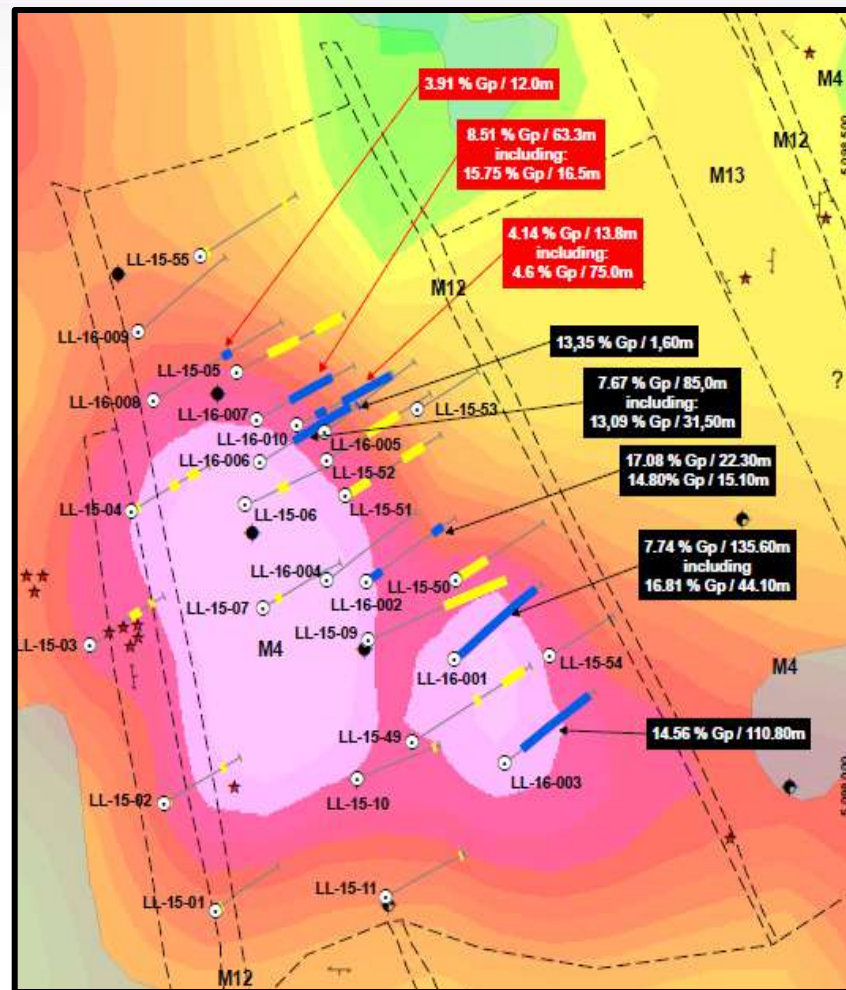 M4
3.91 % Gp / 12.0m
5,098,500
8.51 % Gp / 63.3m
including:
15.75 % Gp / 16.5m
M12
M13
4.14 % Gp / 13.8m
including:
4.6 % Gp / 75.0m
LL-15-55
M12
LL-16-009
13,35 % Gp / 1,60m
LL-15-05
?
7.67 % Gp / 85,0m
including:
13,09 % Gp / 31,50m
LL-16-008
LL-16-007
LL-15-53
LL-16-010
LL-16-005
LL-16-006
LL-15-52
17.08 % Gp / 22.30m
14.80% Gp / 15.10m
LL-15-51
LL-15-04
LL-15-06
7.74 % Gp / 135.60m
including
16.81 % Gp / 44.10m
LL-16-004
LL-15-50
LL-16-002
LL-15-07
LL-15-09
LL-15-03
M4
LL-16-001
LL-15-54
M4
14.56 % Gp / 110.80m
LL-15-49
LL-16-003
LL-15-10
LL-15-02
5,098,000
LL-15-01
LL-15-11
M12